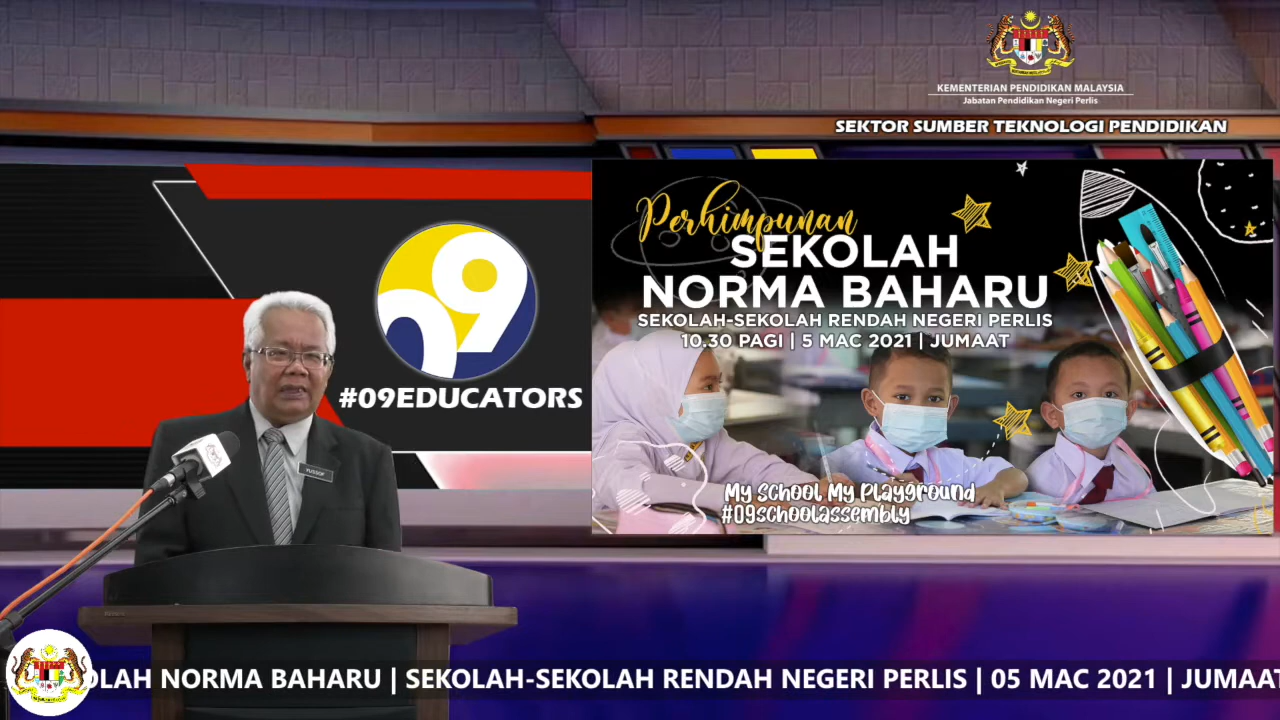 KEMENTERIAN PENDIDIKAN MALAYSIA
Jabatan Pendidikan Negeri Perlis
SEKTOR SUMBER TEKNOLOGI PENDIDIKAN
Perhimpunan
SEKOLAH
NORMA BAHARU
SEKOLAH-SEKOLAH RENDAH NEGERI PERLIS
10.30 PAGI | 5 MAC 2021 | JUMAAT
09
#09EDUCATORS
YUSSOF
My School My Playground
#09schoolassembly
OLAH NORMA BAHARU | SEKOLAH-SEKOLAH RENDAH NEGERI PERLIS | 05 MAC 2021 | JUMAAT